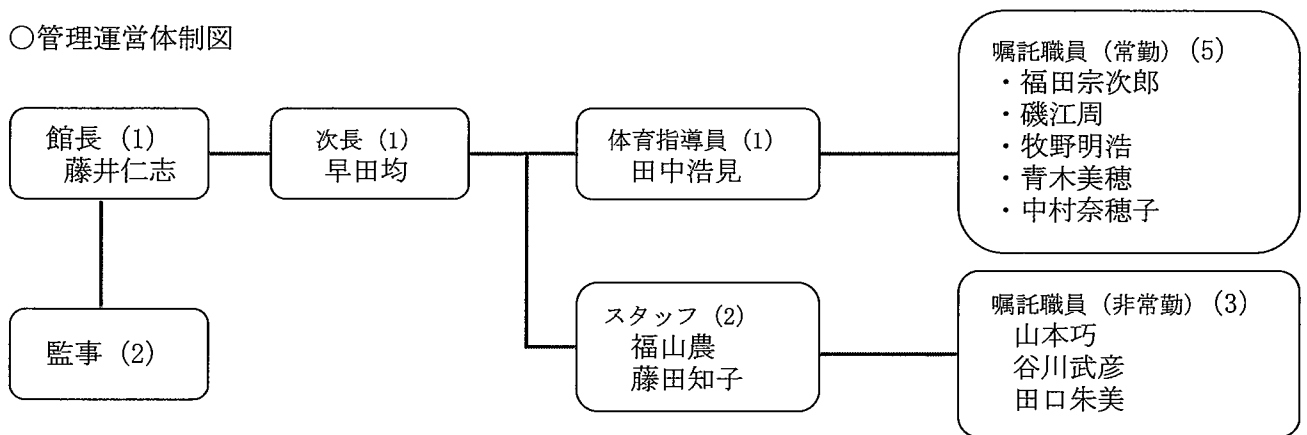 ○管理運営体制図
館長 (1)
藤井仁志
監事 (2)
次長 (1)
早田均
体育指導員 (1)
田中浩見
スタッフ (2)
福山農
藤田知子
嘱託職員 (常勤) (5)
・福田宗次郎
・磯江周
・牧野明浩
・青木美穂
・中村奈穂子
嘱託職員 (非常勤) (3)
山本巧
谷川武彦
田口朱美